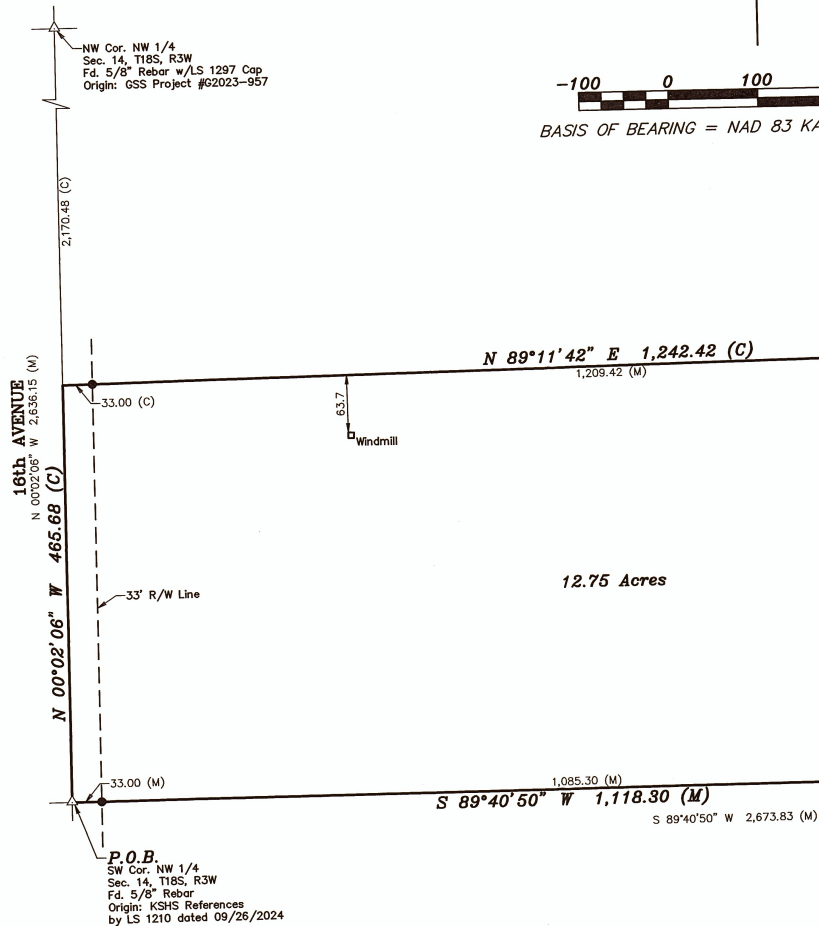 NW Cor. NW 1/4
Sec. 14, T18S, R3W
Fd. 5/8" Rebar w/LS 1297 Cap
Origin: GSS Project #G2023-957
-100 0 100
BASIS OF BEARING = NAD 83 KA
2,170.48 (C)
N 89°11'42" E 1,242.42 (C)
1,209.42 (M)
33.00 (C)
63.7
Windmill
16th AVENUE
N 00°02'06" W 2,636.15 (M)
N 00°02'06" W 465.68 (C)
12.75 Acres
33' R/W Line
33.00 (M)
1,085.30 (M)
S 89°40'50" W 1,118.30 (M)
S 89°40'50" W 2,673.83 (M)
P.O.B.
SW Cor. NW 1/4
Sec. 14, T18S, R3W
Fd. 5/8" Rebar
Origin: KSHS References
by LS 1210 dated 09/26/2024